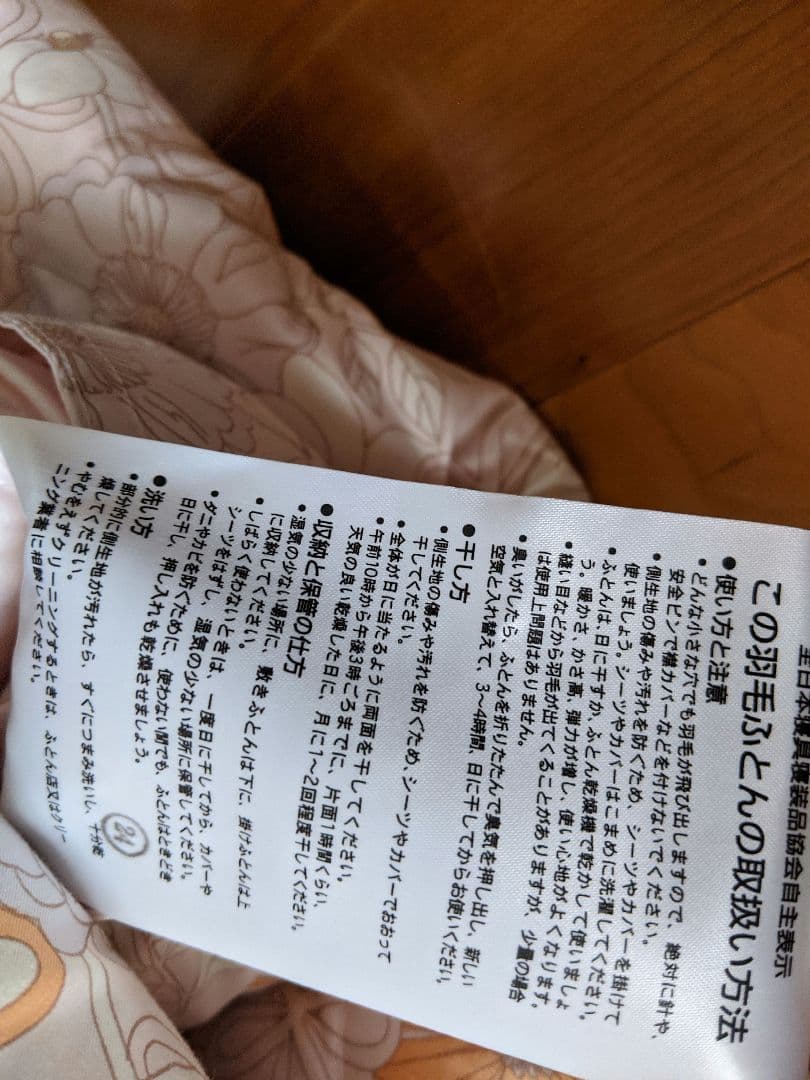 全日本寝具寝装品協会自主表示
この羽毛ふとんの取扱い方法
●使い方と注意
・どんな小さな穴でも羽毛が飛び出しますので、絶対に針や、
安全ピンで襟カバーなどを付けないでください。
・側生地の傷みや汚れを防ぐため、シーツやカバーを掛けて
使いましょう。シーツやカバーはこまめに洗濯してください。
・ふとんは、日に干すか、ふとん乾燥機で乾かして使いましょ
う。暖かさ、かさ高、弾力が増し、使い心地がよくなります。
・縫い目などから羽毛が出てくることがありますが、少量の場合
は使用上問題はありません。
・臭いがしたら、ふとんを折りたたんで臭気を押し出し、新しい
空気と入れ替えて、3〜4時間、日に干してからお使いください。
●干し方
・側生地の傷みや汚れを防ぐため、シーツやカバーでおおって
干してください。
・全体が日に当たるように両面を干してください。
・午前10時から午後3時ごろまでに、片面1時間くらい、
天気の良い乾燥した日に、月に1〜2回程度干してください。
●収納と保管の仕方
・湿気の少ない場所に、敷きふとんは下に、掛けふとんは上
に収納してください。
・しばらく使わないときは、一度日に干してから、カバーや
シーツをはずし、湿気の少ない場所に保管してください。
・ダニやカビを防ぐために、使わない間でも、ふとんはときどき
日に干し、押し入れも乾燥させましょう。
●洗い方
・部分的に側生地が汚れたら、すぐにつまみ洗いし、十分乾
燥してください。
・やむをえずクリーニングするときは、ふとん店又はクリー
ニング業者に相談してください。
24